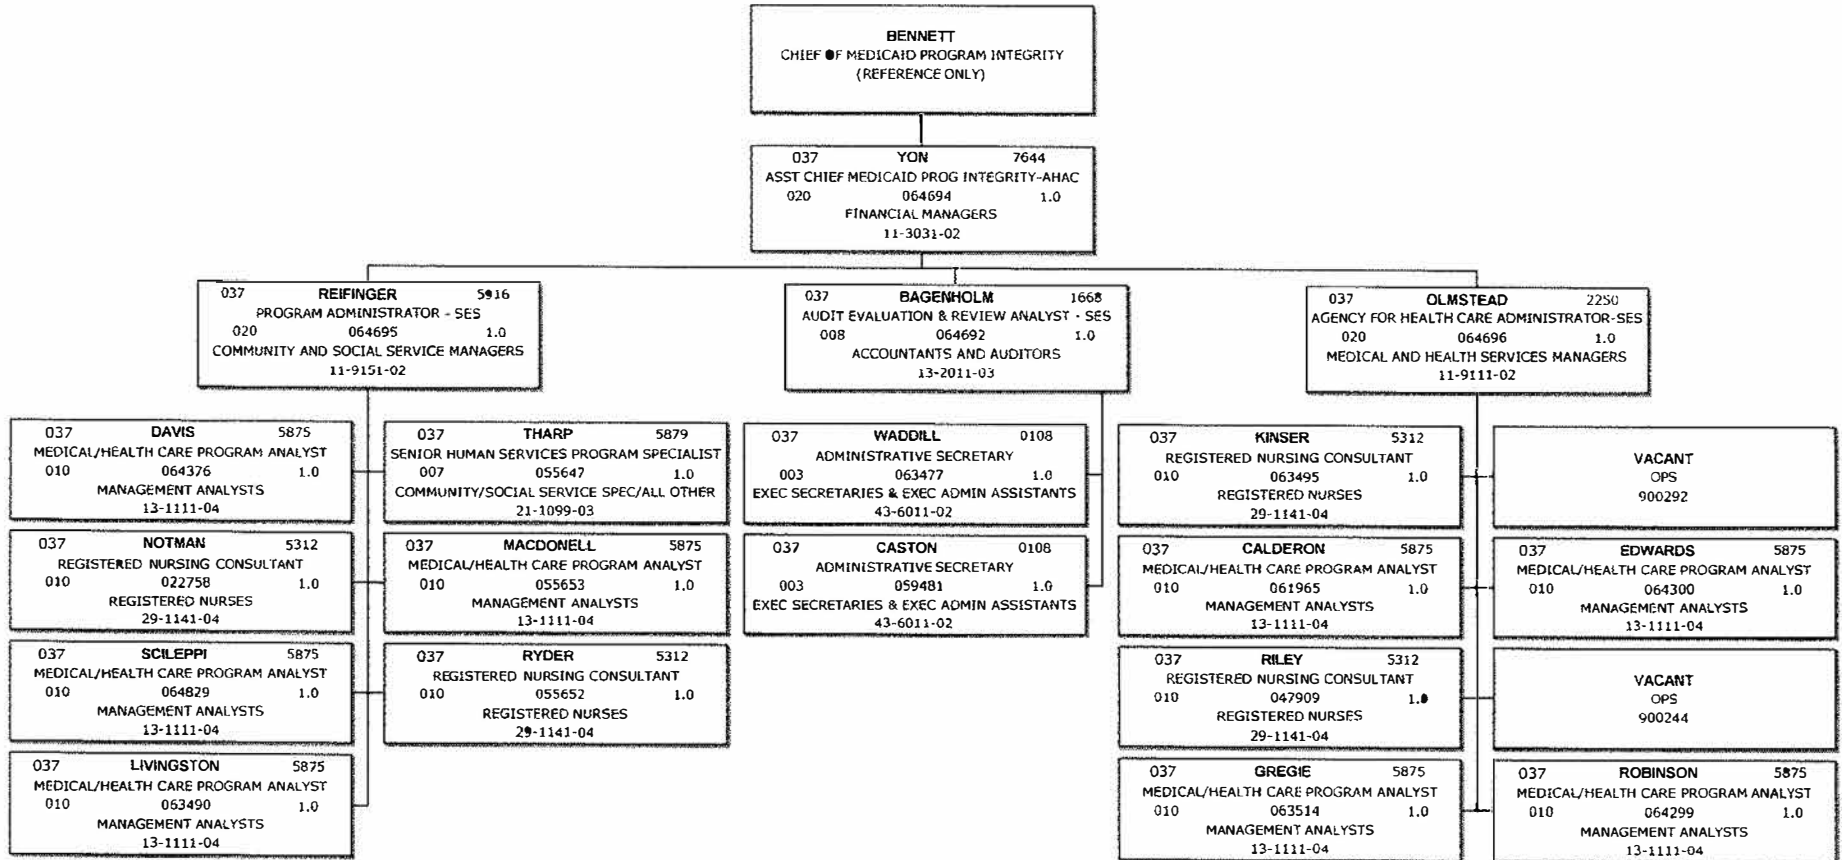 BENNETT
CHIEF OF MEDICAID PROGRAM INTEGRITY
(REFERENCE ONLY)
037 YON 7644
ASST CHIEF MEDICAID PROG INTEGRITY-AHAC
020 064694 1.0
FINANCIAL MANAGERS
11-3031-02
037 REIFINGER 5916
PROGRAM ADMINISTRATOR - SES
020 064695 1.0
COMMUNITY AND SOCIAL SERVICE MANAGERS
11-9151-02
037 BAGENHOLM 1668
AUDIT EVALUATION & REVIEW ANALYST - SES
008 064692 1.0
ACCOUNTANTS AND AUDITORS
13-2011-03
037 OLMSTEAD 2250
AGENCY FOR HEALTH CARE ADMINISTRATOR-SES
020 064696 1.0
MEDICAL AND HEALTH SERVICES MANAGERS
11-9111-02
037 DAVIS 5875
MEDICAL/HEALTH CARE PROGRAM ANALYST
010 064376 1.0
MANAGEMENT ANALYSTS
13-1111-04
037 THARP 5879
SENIOR HUMAN SERVICES PROGRAM SPECIALIST
007 055647 1.0
COMMUNITY/SOCIAL SERVICE SPEC/ALL OTHER
21-1099-03
037 WADDILL 0108
ADMINISTRATIVE SECRETARY
003 063477 1.0
EXEC SECRETARIES & EXEC ADMIN ASSISTANTS
43-6011-02
037 KINSER 5312
REGISTERED NURSING CONSULTANT
010 063495 1.0
REGISTERED NURSES
29-1141-04
VACANT
OPS
900292
037 NOTMAN 5312
REGISTERED NURSING CONSULTANT
010 022758 1.0
REGISTERED NURSES
29-1141-04
037 MACDONELL 5875
MEDICAL/HEALTH CARE PROGRAM ANALYST
010 055653 1.0
MANAGEMENT ANALYSTS
13-1111-04
037 CASTON 0108
ADMINISTRATIVE SECRETARY
003 059481 1.0
EXEC SECRETARIES & EXEC ADMIN ASSISTANTS
43-6011-02
037 CALDERON 5875
MEDICAL/HEALTH CARE PROGRAM ANALYST
010 061965 1.0
MANAGEMENT ANALYSTS
13-1111-04
037 EDWARDS 5875
MEDICAL/HEALTH CARE PROGRAM ANALYST
010 064300 1.0
MANAGEMENT ANALYSTS
13-1111-04
037 SCILEPPI 5875
MEDICAL/HEALTH CARE PROGRAM ANALYST
010 064829 1.0
MANAGEMENT ANALYSTS
13-1111-04
037 RYDER 5312
REGISTERED NURSING CONSULTANT
010 055652 1.0
REGISTERED NURSES
29-1141-04
037 RILEY 5312
REGISTERED NURSING CONSULTANT
010 047909 1.0
REGISTERED NURSES
29-1141-04
VACANT
OPS
900244
037 LIVINGSTON 5875
MEDICAL/HEALTH CARE PROGRAM ANALYST
010 063490 1.0
MANAGEMENT ANALYSTS
13-1111-04
037 GREGIE 5875
MEDICAL/HEALTH CARE PROGRAM ANALYST
010 063514 1.0
MANAGEMENT ANALYSTS
13-1111-04
037 ROBINSON 5875
MEDICAL/HEALTH CARE PROGRAM ANALYST
010 064299 1.0
MANAGEMENT ANALYSTS
13-1111-04